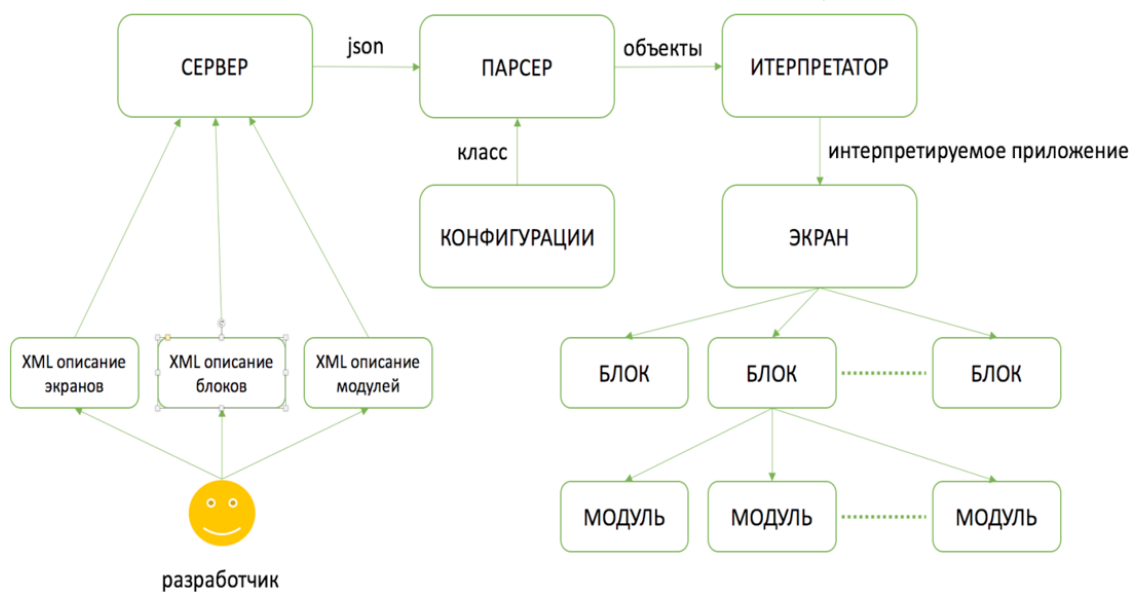 СЕРВЕР
json
ПАРСЕР
объекты
ИТЕРПРЕТАТОР
класс
интерпретируемое приложение
КОНФИГУРАЦИИ
ЭКРАН
XML описание
экранов
XML описание
блоков
XML описание
модулей
БЛОК
БЛОК
БЛОК
МОДУЛЬ
МОДУЛЬ
МОДУЛЬ
разработчик